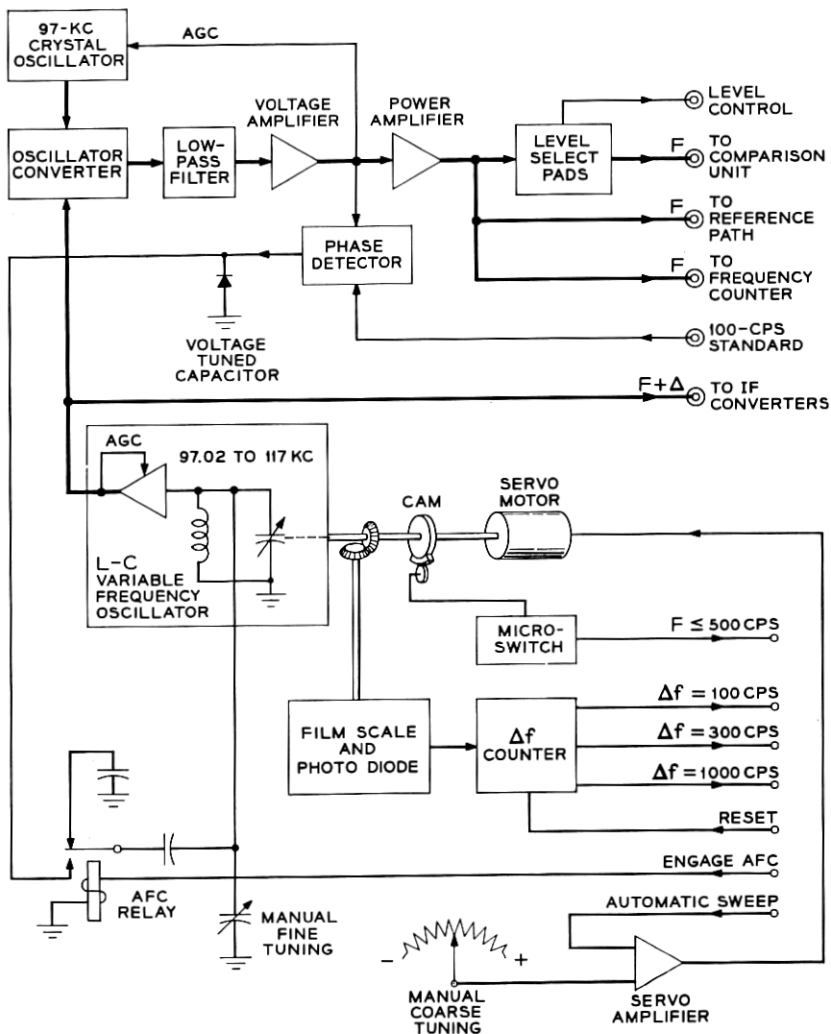 97-KC
CRYSTAL
OSCILLATOR
AGC
OSCILLATOR
CONVERTER
LOW-
PASS
FILTER
VOLTAGE
AMPLIFIER
POWER
AMPLIFIER
LEVEL
SELECT
PADS
LEVEL
CONTROL
F
TO
COMPARISON
UNIT
F
TO
REFERENCE
PATH
F
TO
FREQUENCY
COUNTER
PHASE
DETECTOR
100-CPS
STANDARD
VOLTAGE
TUNED
CAPACITOR
F+Δ
TO IF
CONVERTERS
AGC
97.02 TO 117 KC
L-C
VARIABLE
FREQUENCY
OSCILLATOR
CAM
SERVO
MOTOR
MICRO-
SWITCH
F ≤ 500 CPS
FILM SCALE
AND
PHOTO DIODE
Δf
COUNTER
Δf = 100 CPS
Δf = 300 CPS
Δf = 1000 CPS
RESET
ENGAGE AFC
AFC
RELAY
MANUAL
FINE
TUNING
AUTOMATIC SWEEP
- +
MANUAL
COARSE
TUNING
SERVO
AMPLIFIER